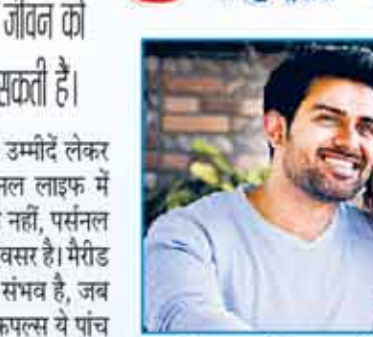 जीवन को
सकती हैं।
उम्मीदें लेकर
नल लाइफ में
नहीं, पर्सनल
वसर है। मैरीड
संभव है, जब
कपल्स ये पांच